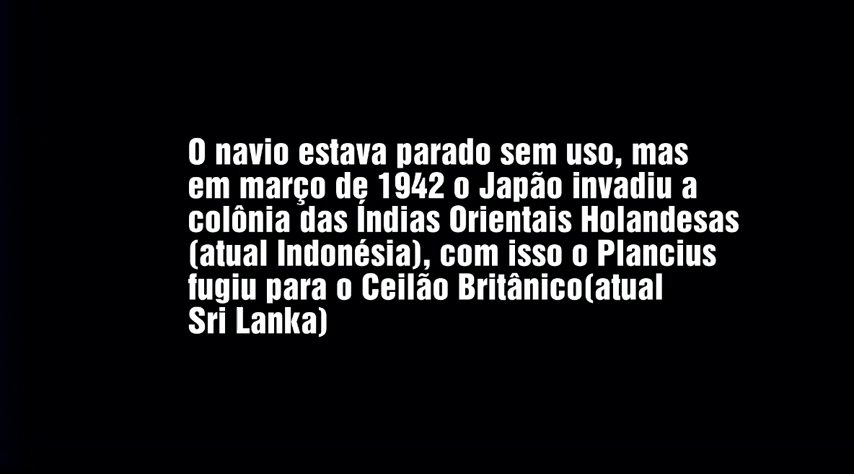 O navio estava parado sem uso, mas
em março de 1942 o Japão invadiu a
colônia das Índias Orientais Holandesas
(atual Indonésia), com isso o Plancius
fugiu para o Ceilão Britânico(atual
Sri Lanka)